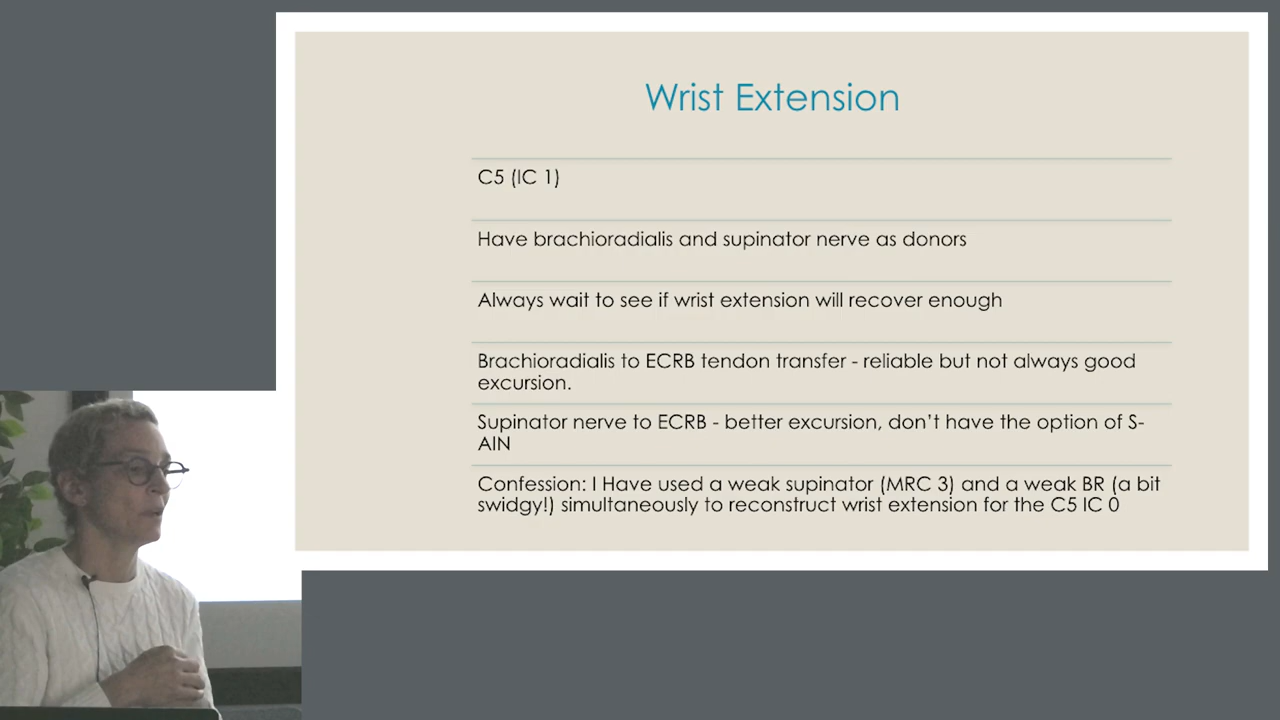 Wrist Extension
C5 (IC 1)
Have brachioradialis and supinator nerve as donors
Always wait to see if wrist extension will recover enough
Brachioradialis to ECRB tendon transfer - reliable but not always good
excursion.
Supinator nerve to ECRB - better excursion, don’t have the option of S-
AIN
Confession: I Have used a weak supinator (MRC 3) and a weak BR (a bit
swidgy!) simultaneously to reconstruct wrist extension for the C5 IC 0